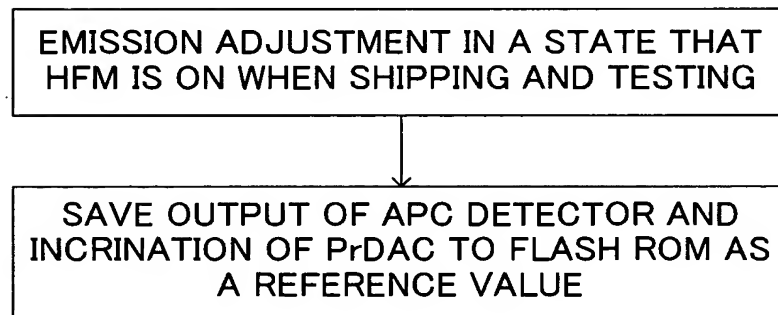 EMISSION ADJUSTMENT IN A STATE THAT
HFM IS ON WHEN SHIPPING AND TESTING
SAVE OUTPUT OF APC DETECTOR AND
INCRINATION OF PrDAC TO FLASH ROM AS
A REFERENCE VALUE